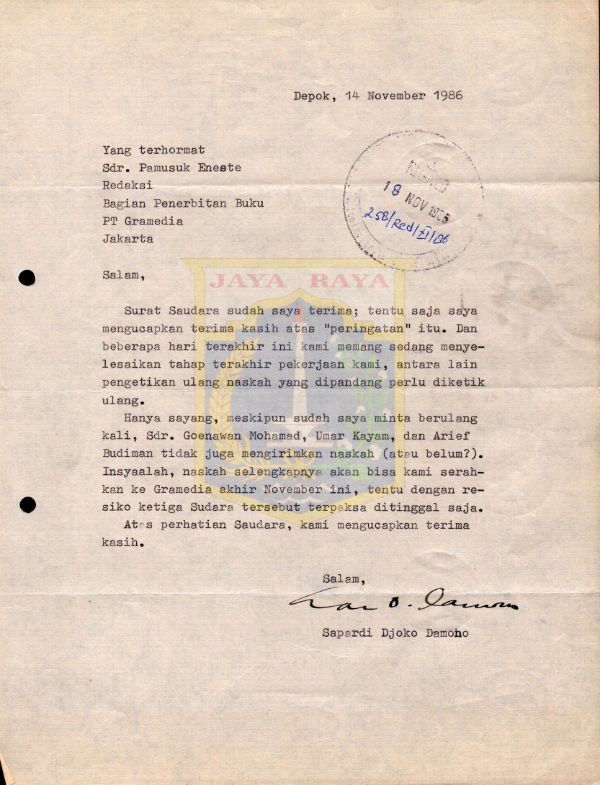 Depok, 14 November 1986
Yang terhormat
Sdr. Pamusuk Eneste
Redaksi
Bagian Penerbitan Buku
PT Gramedia
Jakarta
18 NOV 1986
258/Red/XI/86
Salam,
JAYA RAYA
Surat Saudara sudah saya terima; tentu saja saya
mengucapkan terima kasih atas "peringatan" itu. Dan
beberapa hari terakhir ini kami memang sedang menye-
lesaikan tahap terakhir pekerjaan kami, antara lain
pengetikan ulang naskah yang dipandang perlu diketik
ulang.
Hanya sayang, meskipun sudah saya minta berulang
kali, Sdr. Goenawan Mohamad, Umar Kayam, dan Arief
Budiman tidak juga mengirimkan naskah (atau belum?).
Insyaalah, naskah selengkapnya akan bisa kami serah-
kan ke Gramedia akhir November ini, tentu dengan re-
siko ketiga Sudara tersebut terpaksa ditinggal saja.
Atas perhatian Saudara, kami mengucapkan terima
kasih.
Salam,
Sapardi Djoko Damono